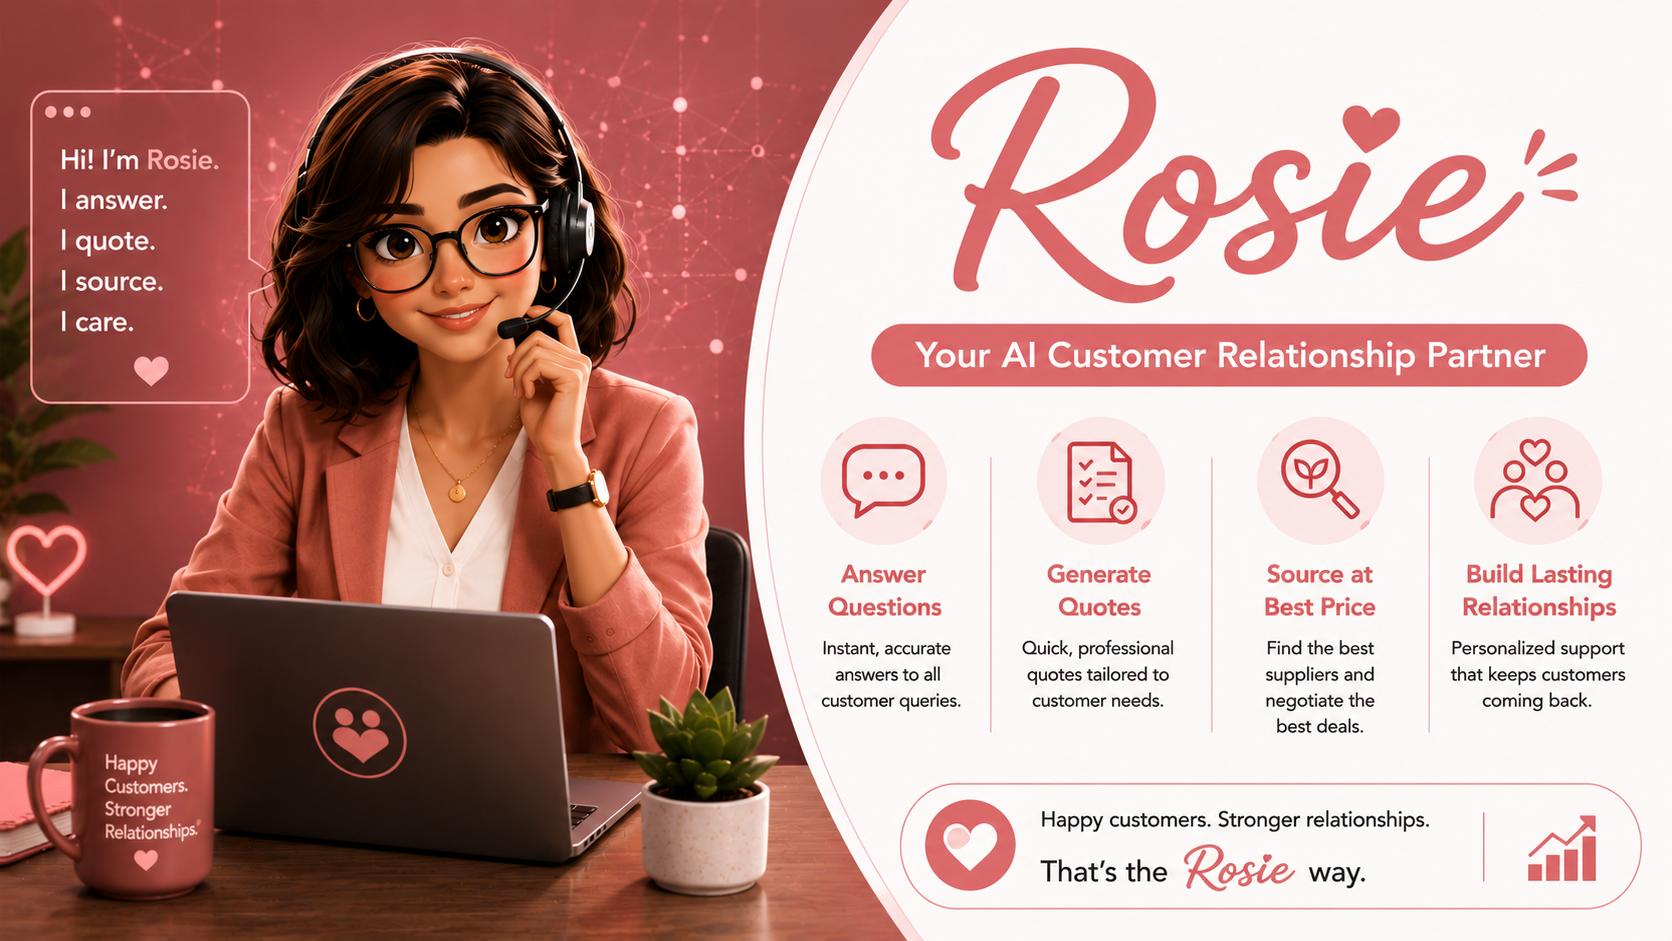 Hi! I'm Rosie.
I answer.
I quote.
I source.
I care.
Happy
Customers.
Stronger
Relationships.
Rosie
Your AI Customer Relationship Partner
Answer
Questions
Instant, accurate
answers to all
customer queries.
Generate
Quotes
Quick, professional
quotes tailored to
customer needs.
Source at
Best Price
Find the best
suppliers and
negotiate the
best deals.
Build Lasting
Relationships
Personalized support
that keeps customers
coming back.
Happy customers. Stronger relationships.
That's the Rosie way.